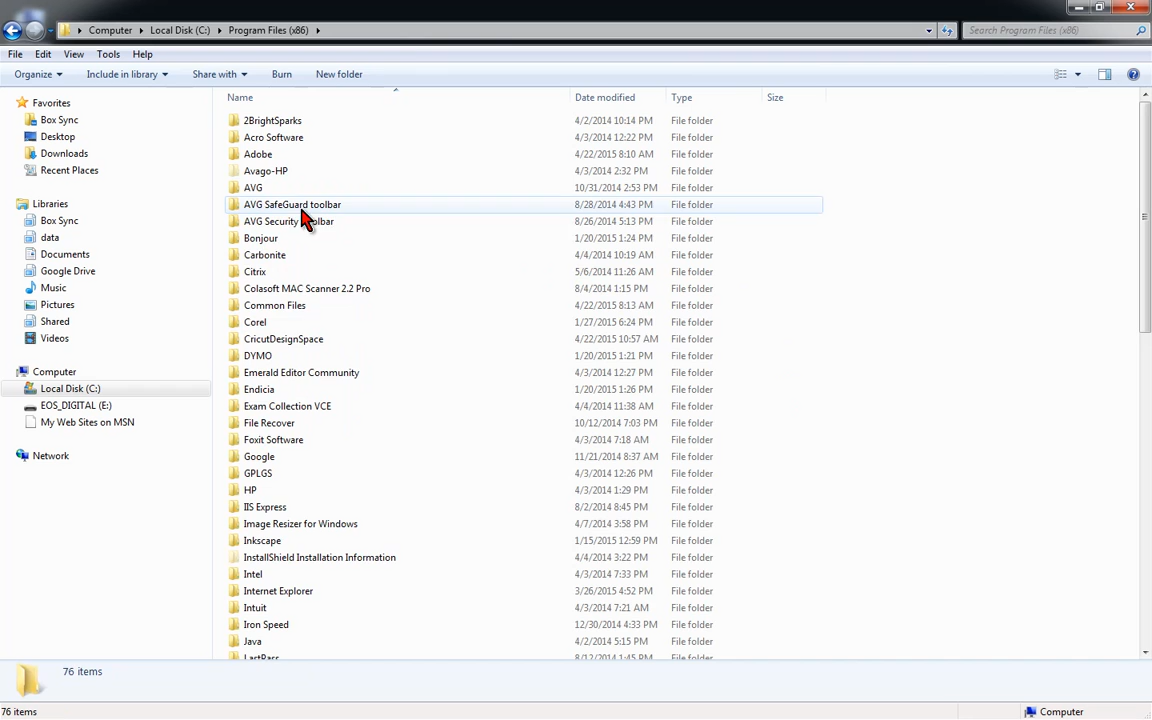 Computer Local Disk (C:) Program Files (x86) Search Program Files (x86)
File Edit View Tools Help
Organize Include in library Share with Burn New folder
Name Date modified Type Size
Favorites
Box Sync
Desktop
Downloads
Recent Places
Libraries
Box Sync
data
Documents
Google Drive
Music
Pictures
Shared
Videos
Computer
Local Disk (C:)
EOS_DIGITAL (E:)
My Web Sites on MSN
Network
2BrightSparks 4/2/2014 10:14 PM File folder
Acro Software 4/3/2014 12:22 PM File folder
Adobe 4/22/2015 8:10 AM File folder
Avago-HP 4/3/2014 2:32 PM File folder
AVG 10/31/2014 2:53 PM File folder
AVG SafeGuard toolbar 8/28/2014 4:43 PM File folder
AVG Security 8/26/2014 5:13 PM File folder
Bonjour 1/20/2015 1:24 PM File folder
Carbonite 4/4/2014 10:19 AM File folder
Citrix 5/6/2014 11:26 AM File folder
Colasoft MAC Scanner 2.2 Pro 8/4/2014 1:15 PM File folder
Common Files 4/22/2015 8:13 AM File folder
Corel 1/27/2015 6:24 PM File folder
CricutDesignSpace 4/22/2015 10:57 AM File folder
DYMO 1/20/2015 1:21 PM File folder
Emerald Editor Community 4/3/2014 12:27 PM File folder
Endicia 1/20/2015 1:26 PM File folder
Exam Collection VCE 4/4/2014 11:38 AM File folder
File Recover 10/12/2014 7:03 PM File folder
Foxit Software 4/3/2014 7:18 AM File folder
Google 11/21/2014 8:37 AM File folder
GPLGS 4/3/2014 12:26 PM File folder
HP 4/3/2014 1:29 PM File folder
IIS Express 8/2/2014 8:45 PM File folder
Image Resizer for Windows 4/7/2014 3:58 PM File folder
Inkscape 1/15/2015 12:59 PM File folder
InstallShield Installation Information 4/4/2014 3:22 PM File folder
Intel 4/3/2014 7:33 PM File folder
Internet Explorer 3/26/2015 4:52 PM File folder
Intuit 4/3/2014 7:21 AM File folder
Iron Speed 12/30/2014 4:33 PM File folder
Java 4/2/2014 5:15 PM File folder
LastPass 8/12/2014 1:45 PM File folder
76 items
76 items Computer